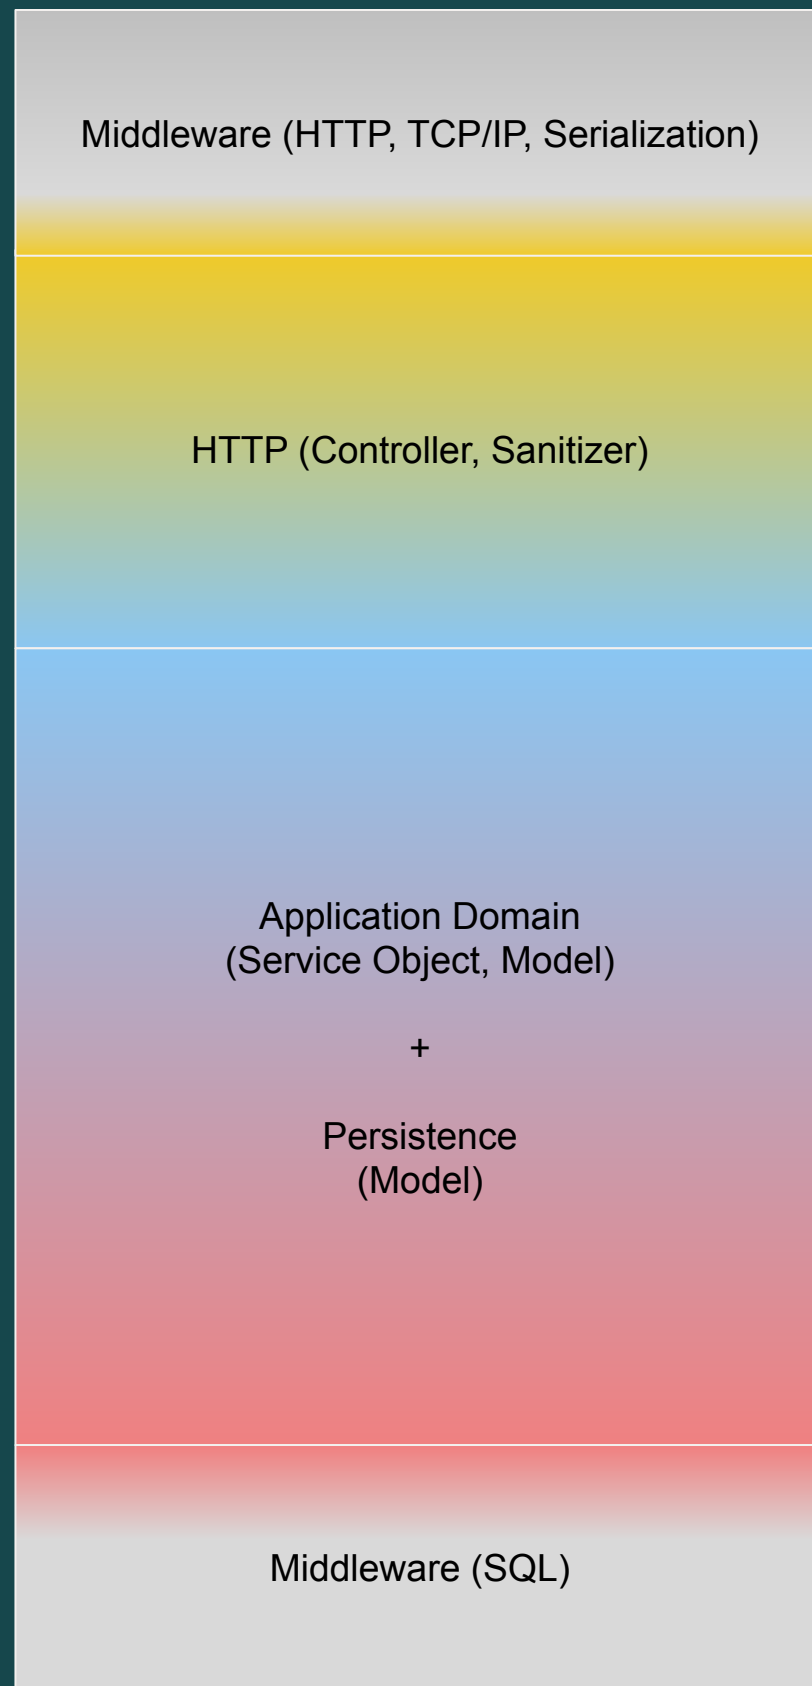 Middleware (HTTP, TCP/IP, Serialization)
HTTP (Controller, Sanitizer)
Application Domain
(Service Object, Model)
+
Persistence
(Model)
Middleware (SQL)